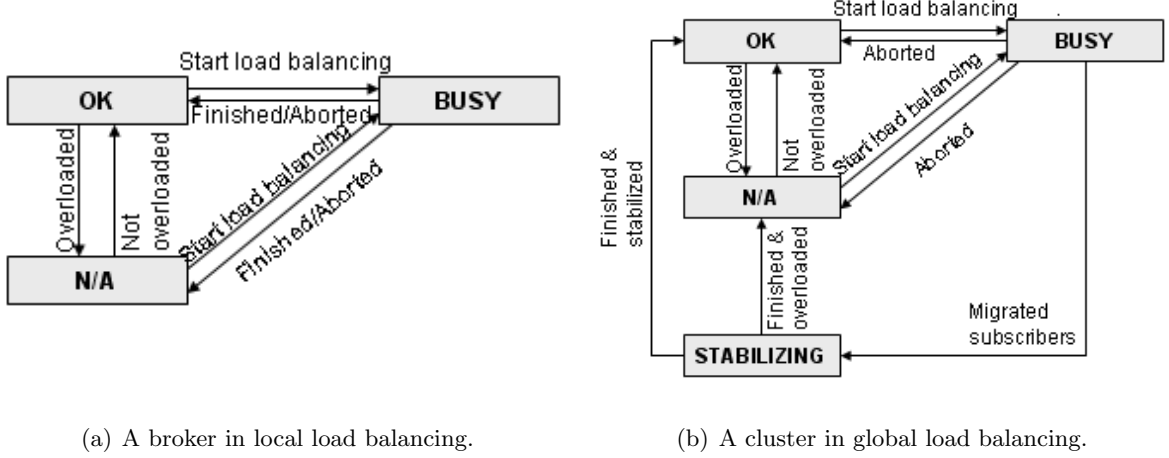 Start load balancing
OK
BUSY
Finished/Aborted
Overloaded
Not
overloaded
Start load balancing
Finished/Aborted
N/A
(a) A broker in local load balancing.
Start load balancing
OK
BUSY
Aborted
Overloaded
Not
overloaded
Start load balancing
Aborted
N/A
Finished &
stabilized
Finished &
overloaded
Migrated
subscribers
STABILIZING
(b) A cluster in global load balancing.